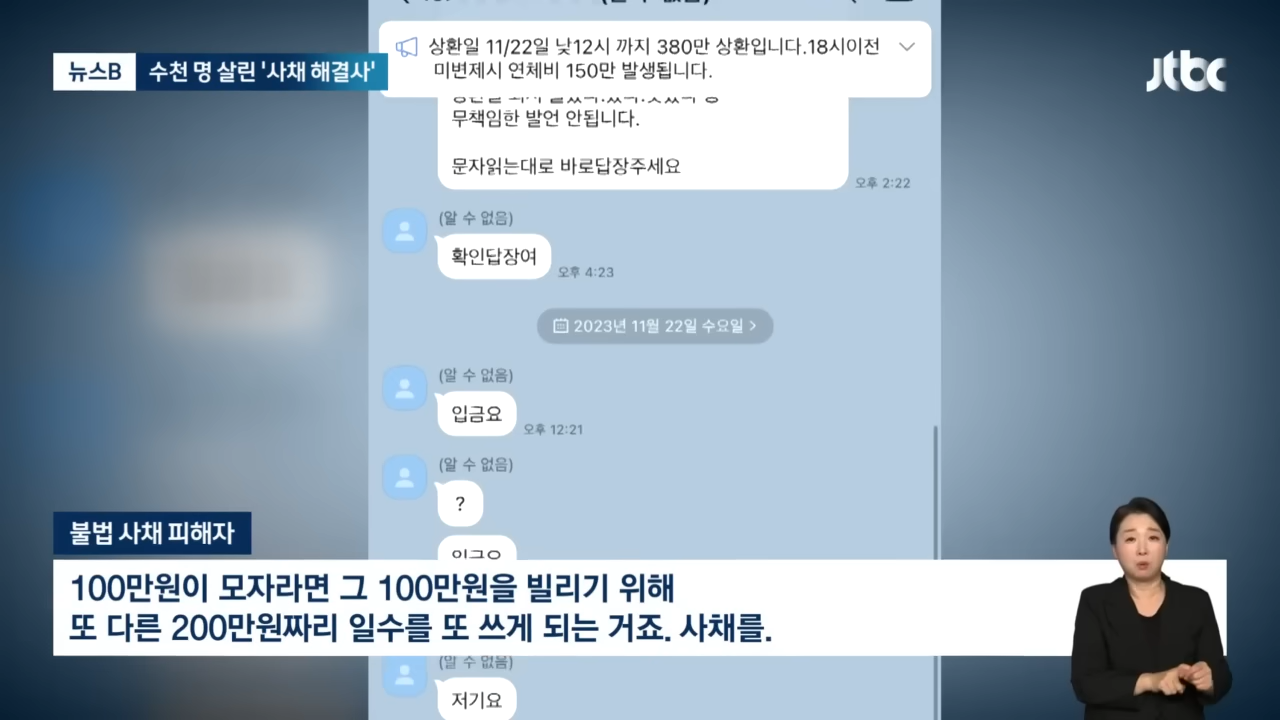 뉴스B
수천 명 살린 '사채 해결사'
jtbc
상환일 11/22일 낮12시 까지 380만 상환입니다.18시이전
미변제시 연체비 150만 발생됩니다.
무책임한 발언 안됩니다.
문자읽는대로 바로답장주세요
오후 2:22
(알 수 없음)
확인답장여
오후 4:23
2023년 11월 22일 수요일
(알 수 없음)
입금요
오후 12:21
(알 수 없음)
?
입금요
불법 사채 피해자
100만원이 모자라면 그 100만원을 빌리기 위해
또 다른 200만원짜리 일수를 또 쓰게 되는 거죠. 사채를.
(알 수 없음)
저기요